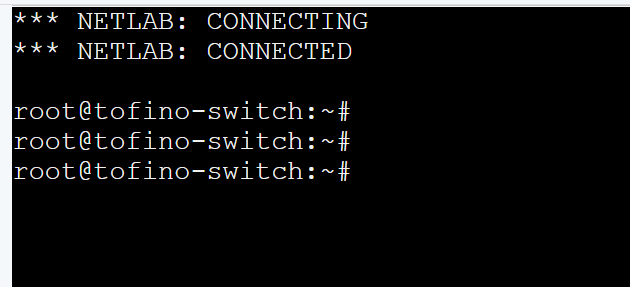 *** NETLAB: CONNECTING
*** NETLAB: CONNECTED
root@tofino-switch:~#
root@tofino-switch:~#
root@tofino-switch:~#